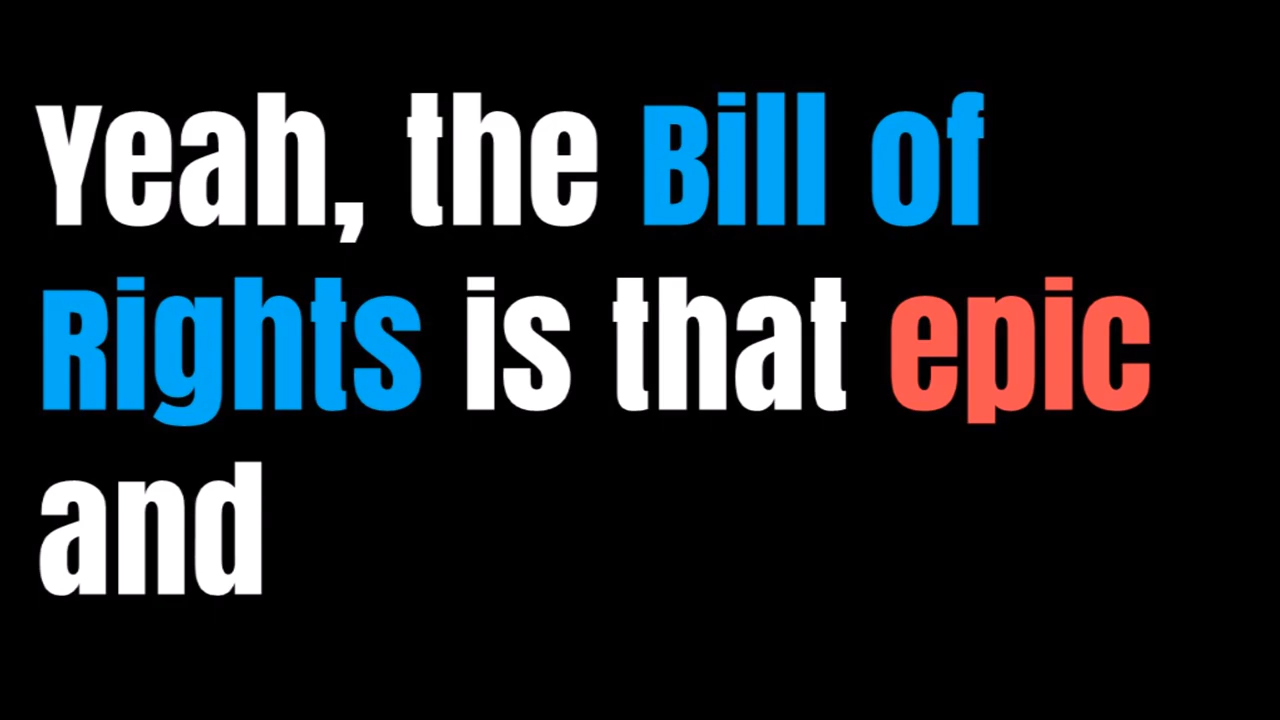 Yeah, the Bill of
Rights is that epic
and